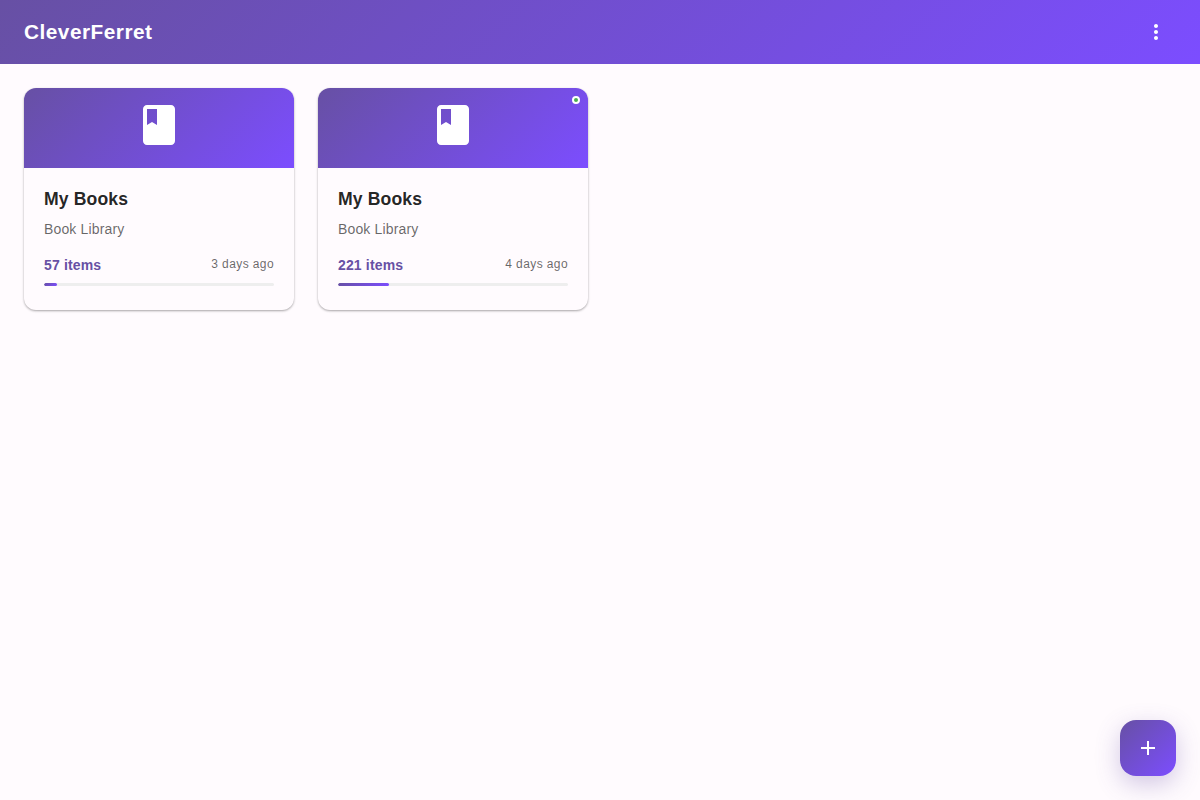 CleverFerret
My Books
Book Library
57 items
3 days ago
My Books
Book Library
221 items
4 days ago